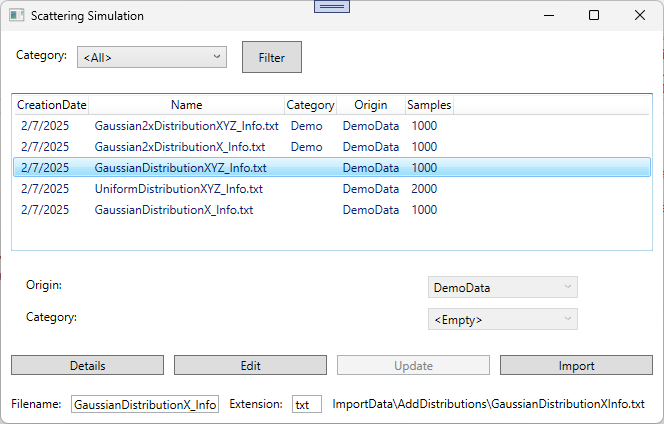 Scattering Simulation
Category: <All> Filter
CreationDate Name Category Origin Samples
2/7/2025 Gaussian2xDistributionXYZ_Info.txt Demo DemoData 1000
2/7/2025 Gaussian2xDistributionX_Info.txt Demo DemoData 1000
2/7/2025 GaussianDistributionXYZ_Info.txt DemoData 1000
2/7/2025 UniformDistributionXYZ_Info.txt DemoData 2000
2/7/2025 GaussianDistributionX_Info.txt DemoData 1000
Origin: DemoData
Category: <Empty>
Details Edit Update Import
Filename: GaussianDistributionX_Info Extension: txt ImportData\AddDistributions\GaussianDistributionXInfo.txt